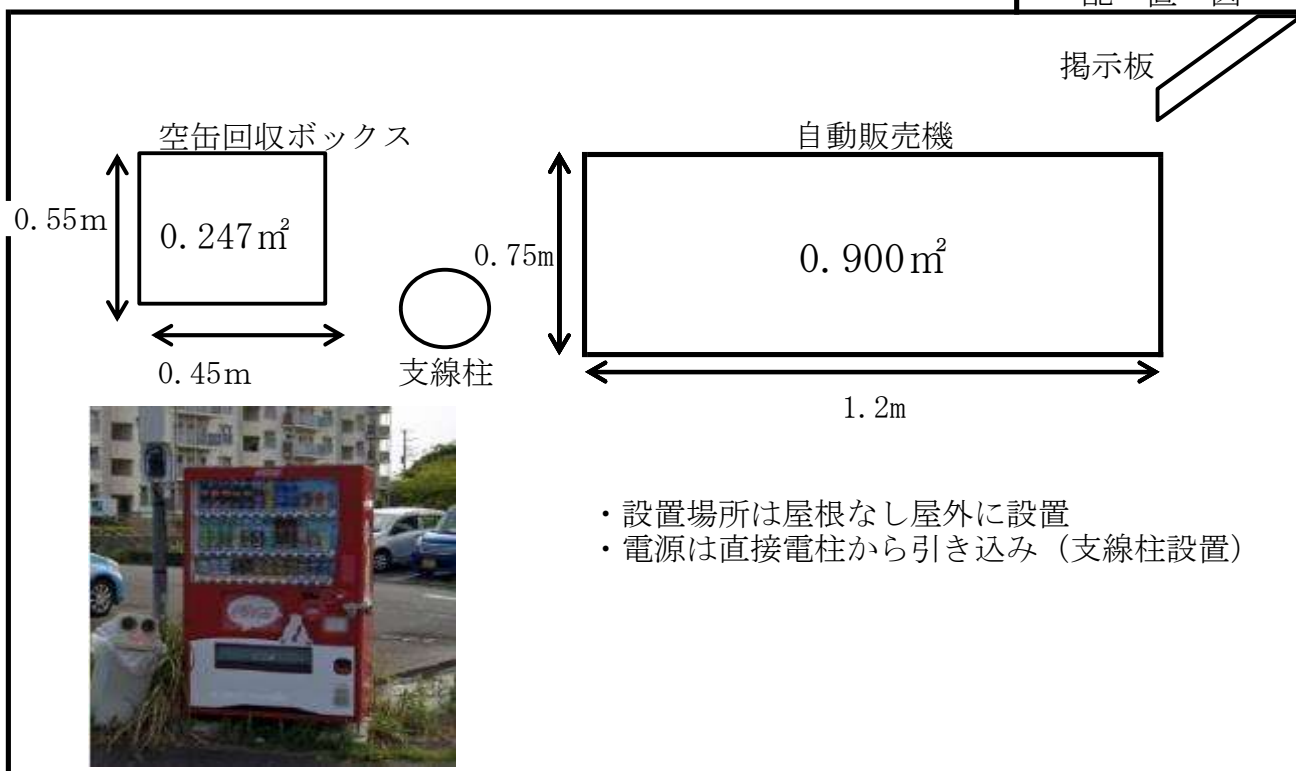 配 置 図
掲示板
空缶回収ボックス
自動販売機
0.55m
0.247㎡
0.75m
0.900㎡
0.45m
支線柱
1.2m
・設置場所は屋根なし屋外に設置
・電源は直接電柱から引き込み（支線柱設置）